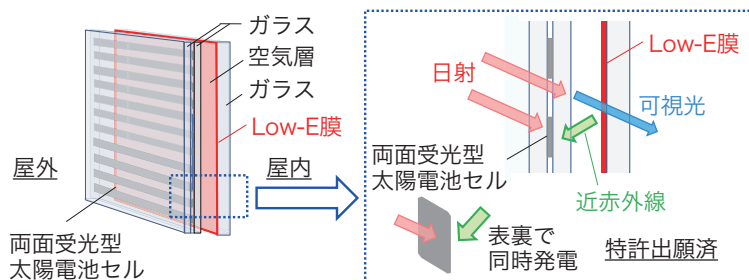 ガラス
空気層
ガラス
Low-E膜
屋外
屋内
両面受光型
太陽電池セル
Low-E膜
日射
可視光
両面受光型
太陽電池セル
近赤外線
表裏で
同時発電
特許出願済